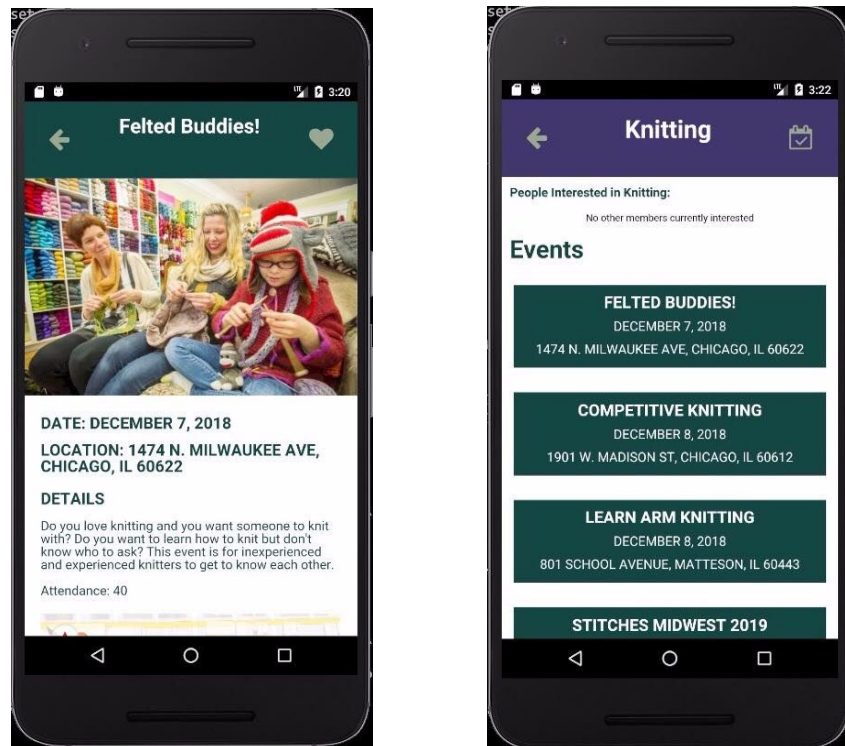 set
3:20
Felted Buddies!
DATE: DECEMBER 7, 2018
LOCATION: 1474 N. MILWAUKEE AVE,
CHICAGO, IL 60622
DETAILS
Do you love knitting and you want someone to knit
with? Do you want to learn how to knit but don't
know who to ask? This event is for inexperienced
and experienced knitters to get to know each other.
Attendance: 40
set
3:22
Knitting
People Interested in Knitting:
No other members currently interested
Events
FELTED BUDDIES!
DECEMBER 7, 2018
1474 N. MILWAUKEE AVE, CHICAGO, IL 60622
COMPETITIVE KNITTING
DECEMBER 8, 2018
1901 W. MADISON ST, CHICAGO, IL 60612
LEARN ARM KNITTING
DECEMBER 8, 2018
801 SCHOOL AVENUE, MATTESON, IL 60443
STITCHES MIDWEST 2019